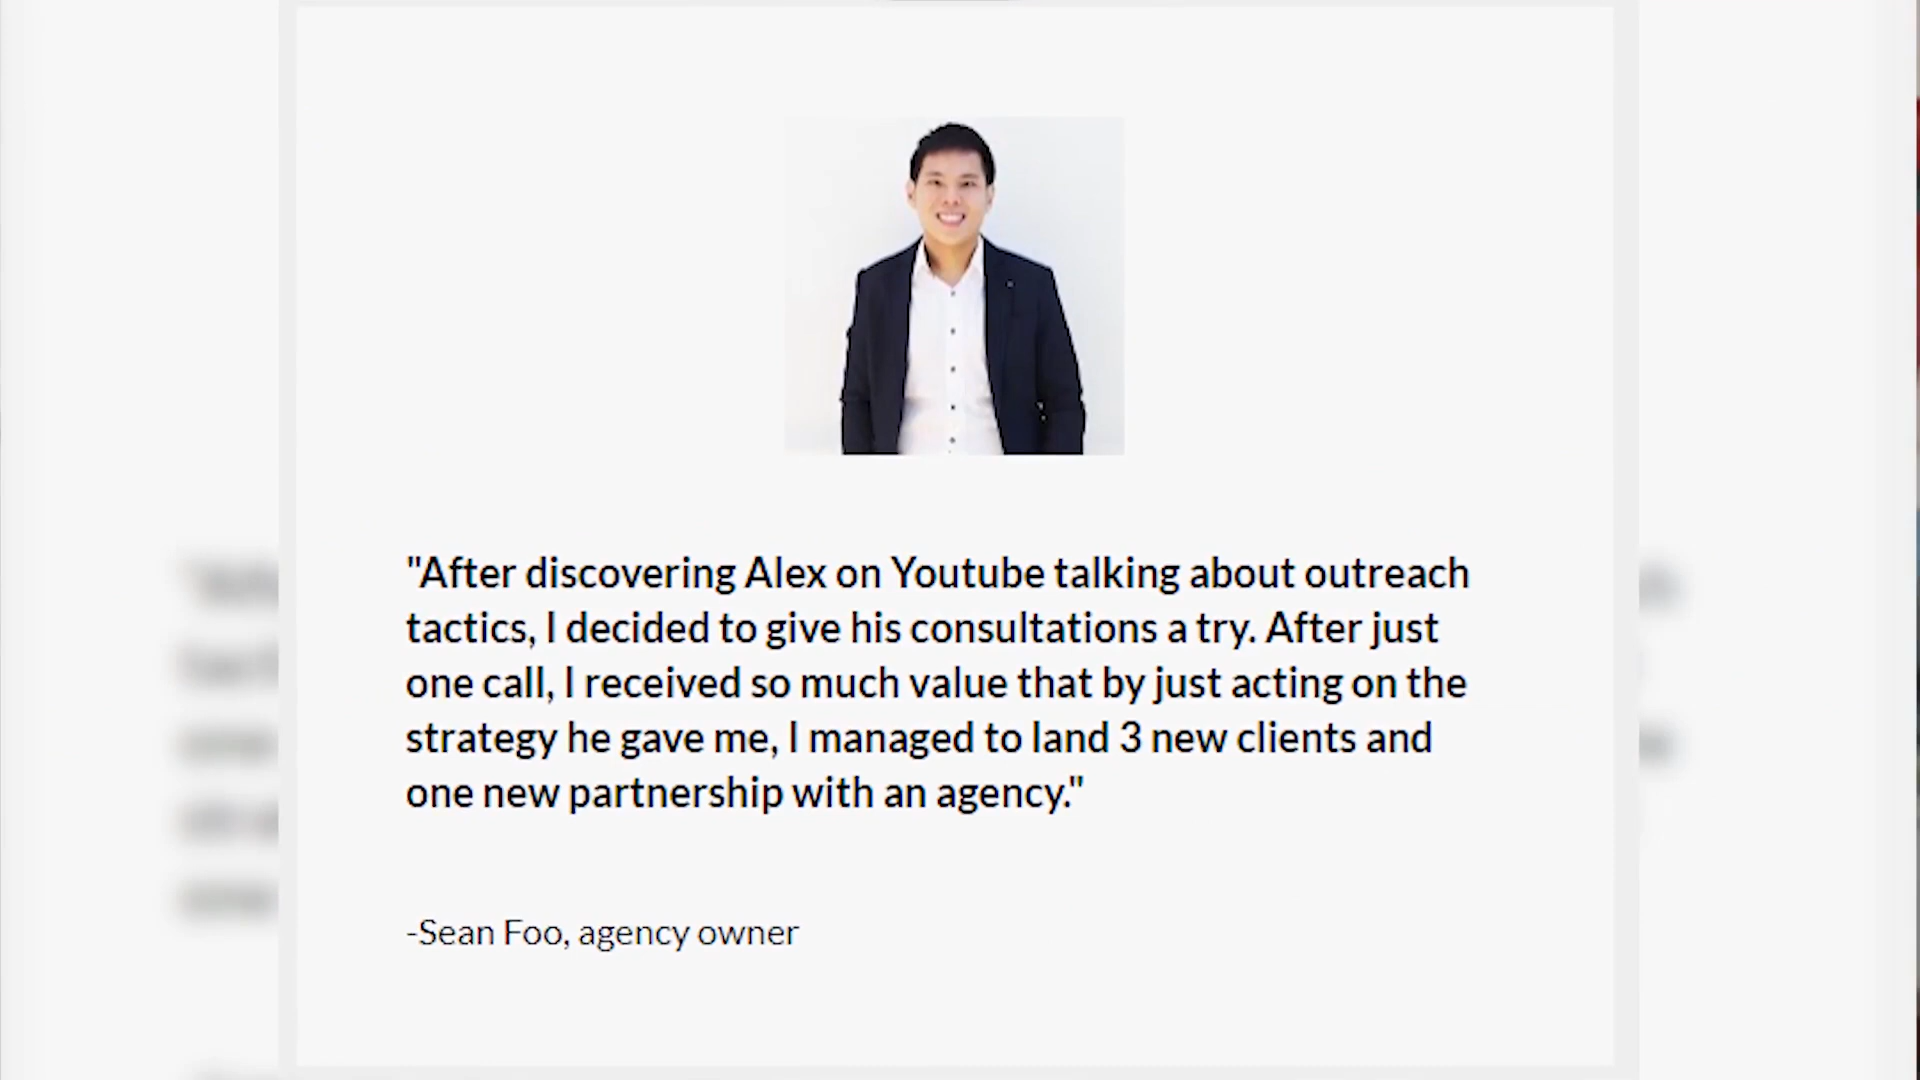 "After discovering Alex on Youtube talking about outreach
tactics, I decided to give his consultations a try. After just
one call, I received so much value that by just acting on the
strategy he gave me, I managed to land 3 new clients and
one new partnership with an agency."
-Sean Foo, agency owner